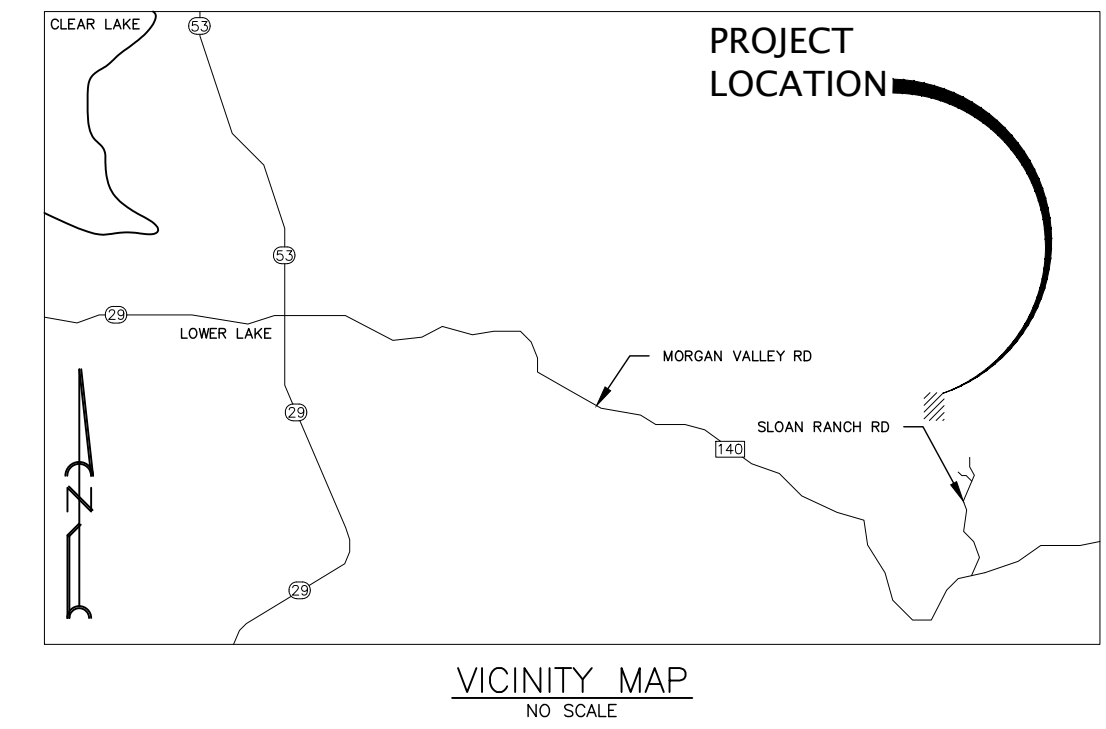 CLEAR LAKE
53
PROJECT
LOCATION
53
29
LOWER LAKE
MORGAN VALLEY RD
29
SLOAN RANCH RD
140
N
29
VICINITY MAP
NO SCALE